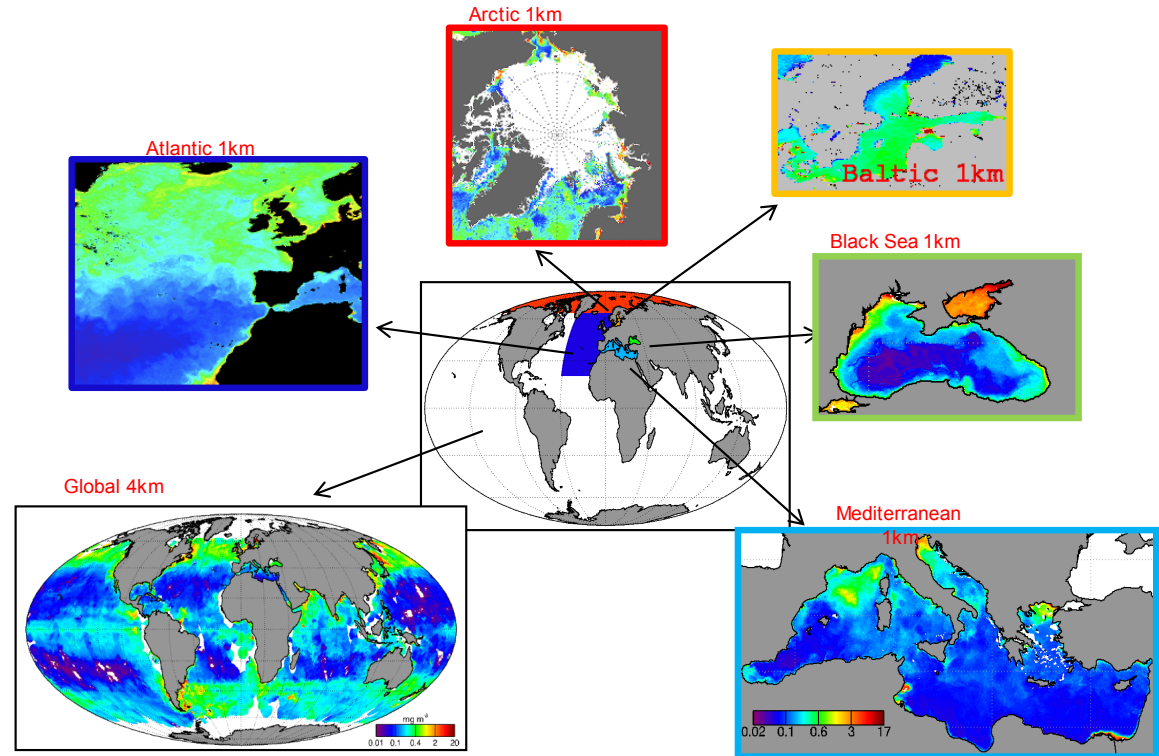 Arctic 1km
Baltic 1km
Atlantic 1km
Black Sea 1km
Global 4km
Mediterranean
1km
mg m³
0.01 0.1 0.4 2 20
0.02 0.1 0.6 3 17